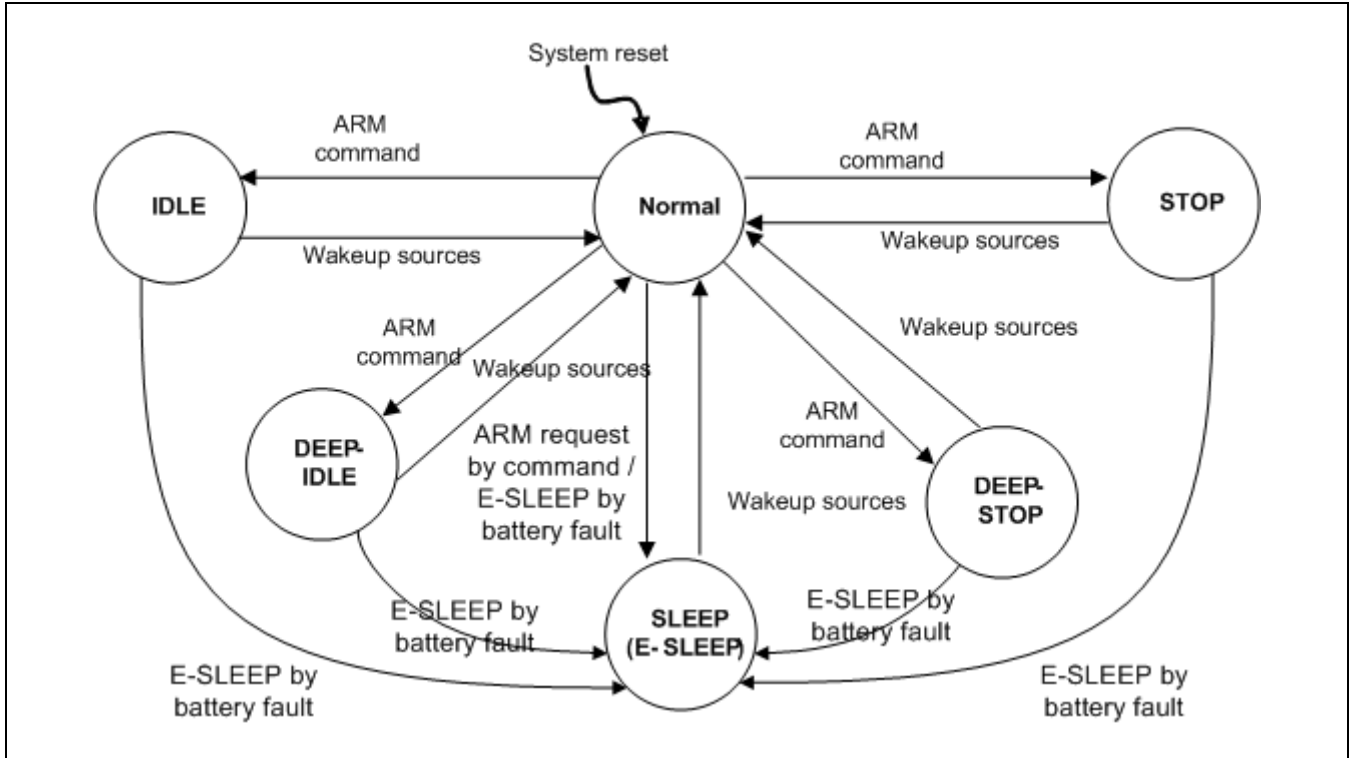 System reset
ARM
command
ARM
command
IDLE
Normal
STOP
Wakeup sources
Wakeup sources
ARM
command
Wakeup sources
Wakeup sources
ARM
command
DEEP-
IDLE
ARM request
by command /
E-SLEEP by
battery fault
Wakeup sources
DEEP-
STOP
E-SLEEP by
battery fault
SLEEP
(E- SLEEP)
E-SLEEP by
battery fault
E-SLEEP by
battery fault
E-SLEEP by
battery fault